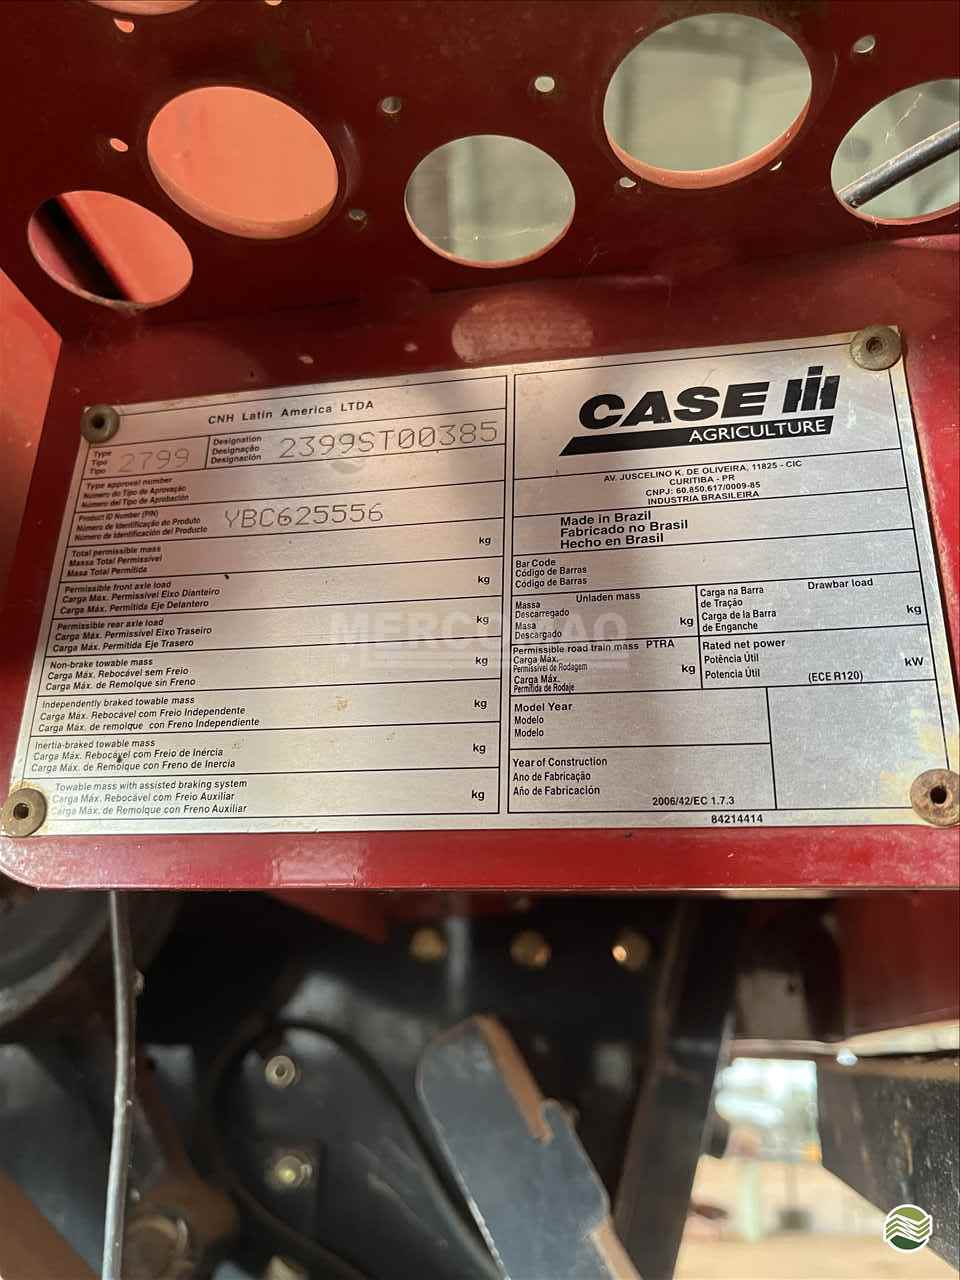 CNH Latin America LTDA
Type
Tipo
Tipo
2799
Designation
Designação
Designación
2399ST00385
Type approval number
Número do Tipo de Aprovação
Número del Tipo de Aprobación
Product ID Number (PIN)
Número de Identificação do Produto
Número de Identificación del Producto
YBC625556
Total permissible mass
Massa Total Permissível
Masa Total Permitida
kg
Permissible front axle load
Carga Máx. Permissível Eixo Dianteiro
Carga Máx. Permitida Eje Delantero
kg
Permissible rear axle load
Carga Máx. Permissível Eixo Traseiro
Carga Máx. Permitida Eje Trasero
kg
Non-brake towable mass
Carga Máx. Rebocável sem Freio
Carga Máx. de Remolque sin Freno
kg
Independently braked towable mass
Carga Máx. Rebocável com Freio Independente
Carga Máx. de remolque con Freno Independiente
kg
Inertia-braked towable mass
Carga Máx. Rebocável com Freio de Inércia
Carga Máx. de Remolque con Freno de Inercia
kg
Towable mass with assisted braking system
Carga Máx. Rebocável com Freio Auxiliar
Carga Máx. de Remolque con Freno Auxiliar
kg
CASE IH
AGRICULTURE
AV. JUSCELINO K. DE OLIVEIRA, 11825 - CIC
CURITIBA - PR
CNPJ: 60.850.617/0009-85
INDUSTRIA BRASILEIRA
Made in Brazil
Fabricado no Brasil
Hecho en Brasil
Bar Code
Código de Barras
Código de Barras
Unladen mass
Massa
Descarregado
Masa
Descargado
kg
Drawbar load
Carga na Barra
de Tração
Carga de la Barra
de Enganche
kg
Permissible road train mass PTRA
Carga Máx.
Permissível de Rodagem
Carga Máx.
Permitida de Rodaje
kg
Rated net power
Potência Útil
Potencia Útil
(ECE R120)
kW
Model Year
Modelo
Modelo
Year of Construction
Ano de Fabricação
Año de Fabricación
2006/42/EC 1.7.3
84214414
MERCOMAQ